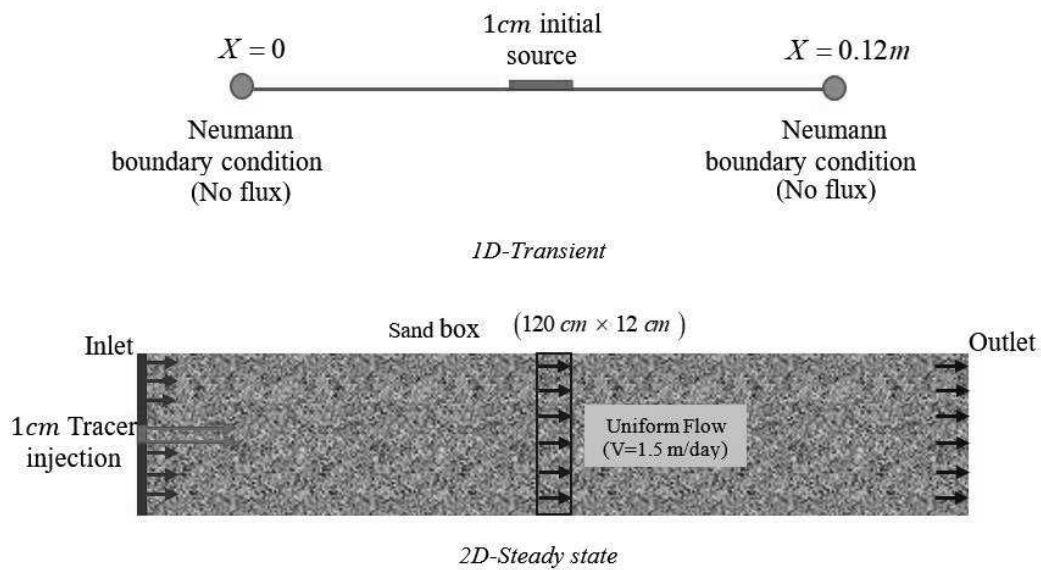 1cm initial
source
X = 0
X = 0.12m
Neumann
boundary condition
(No flux)
Neumann
boundary condition
(No flux)
1D-Transient
Sand box (120 cm × 12 cm )
Inlet
Outlet
1cm Tracer
injection
Uniform Flow
(V=1.5 m/day)
2D-Steady state